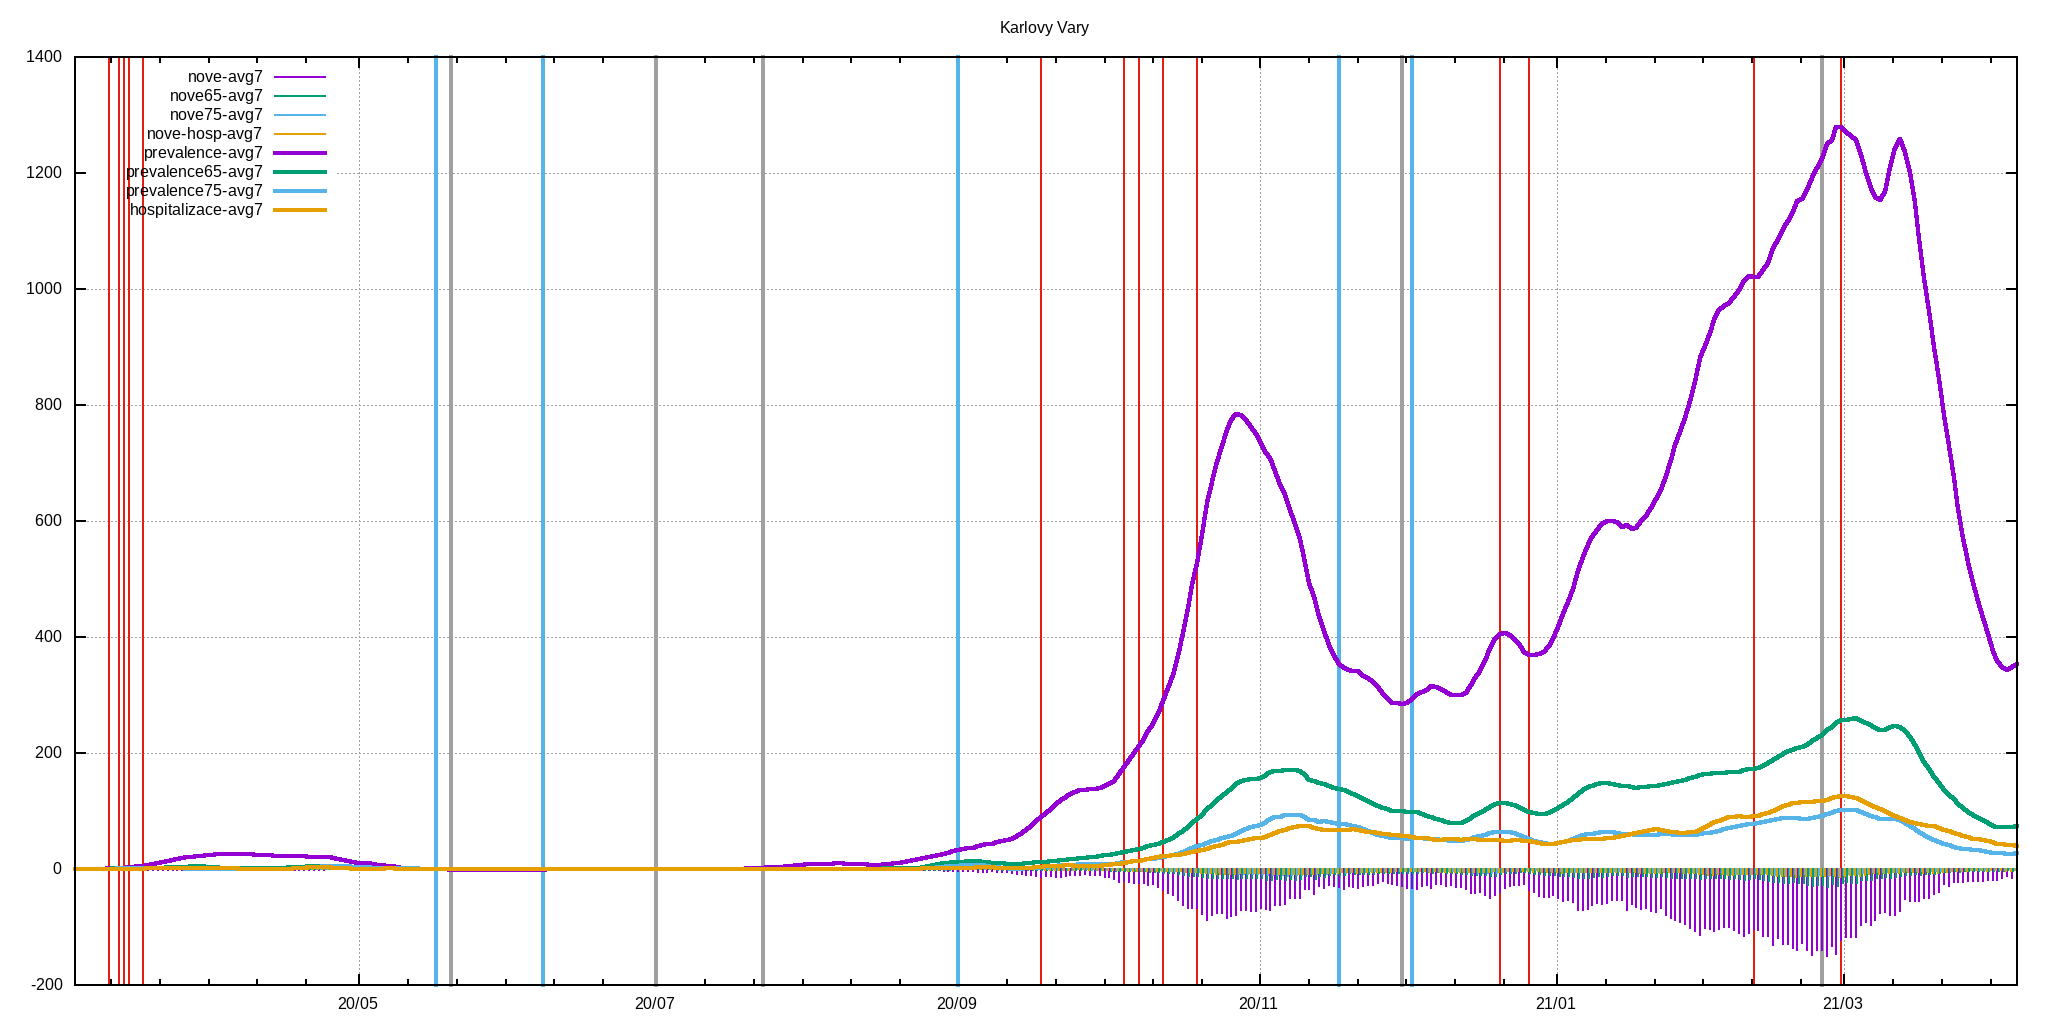 Karlovy Vary
1400
1200
1000
800
600
400
200
0
-200
nove-avg7
nove65-avg7
nove75-avg7
nove-hosp-avg7
prevalence-avg7
prevalence65-avg7
prevalence75-avg7
hospitalizace-avg7
20/05
20/07
20/09
20/11
21/01
21/03